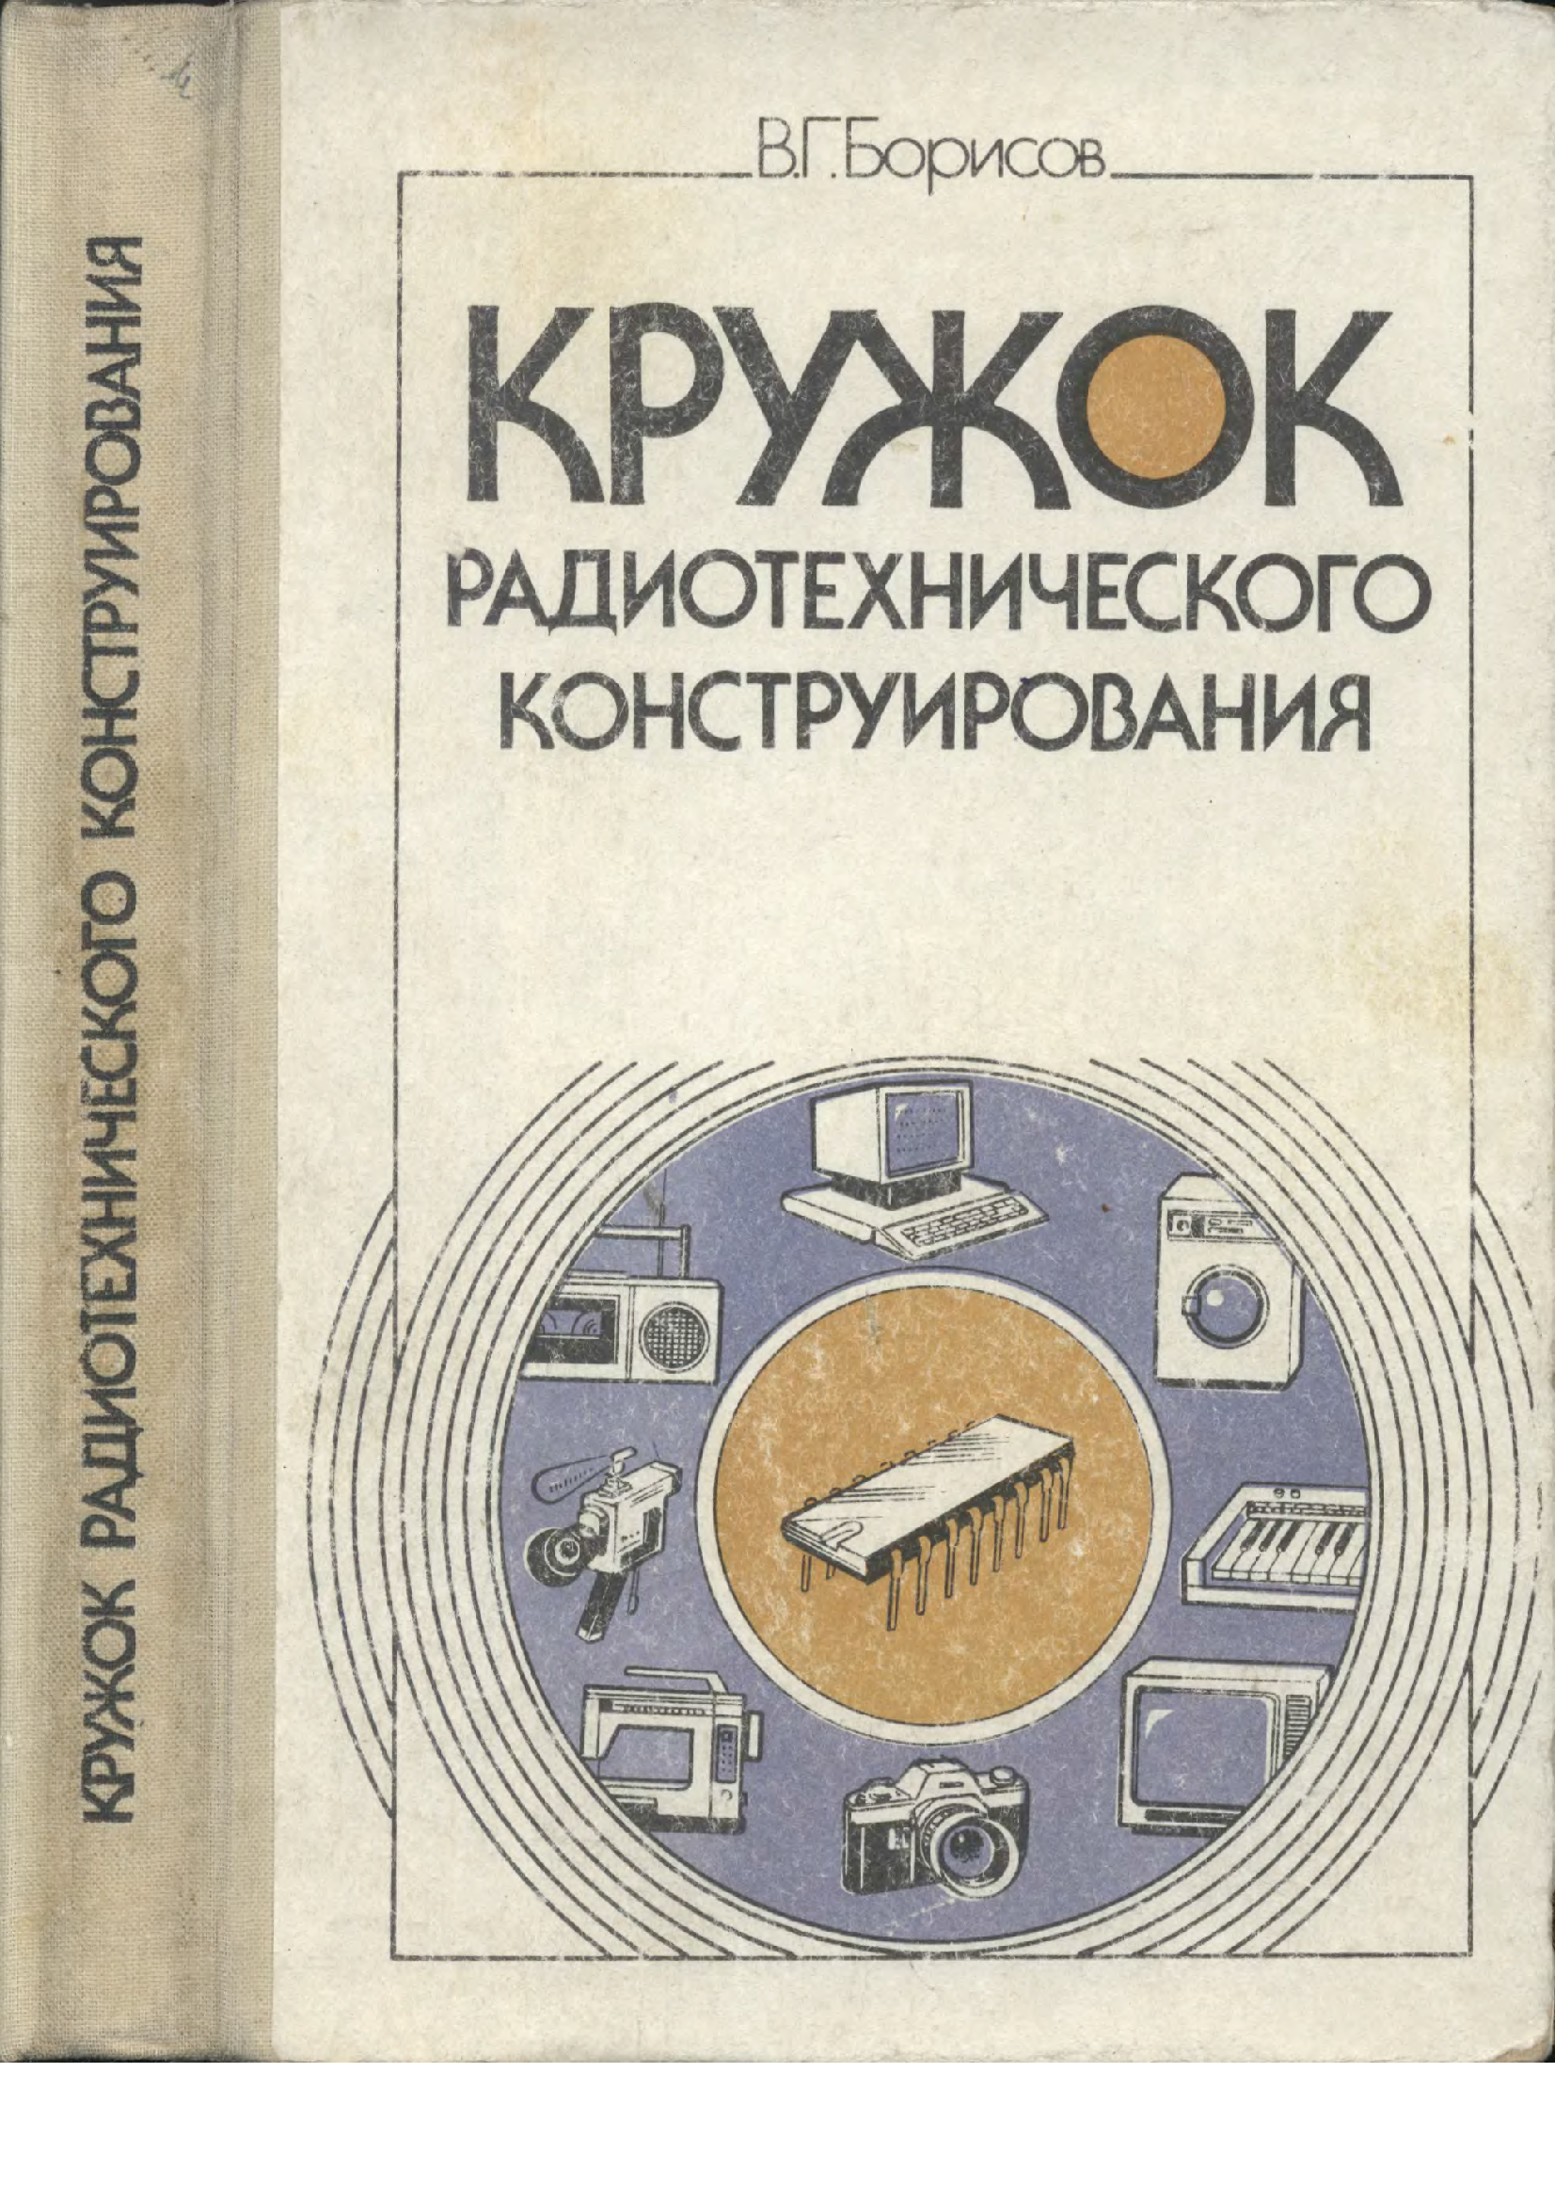 КРУЖОК РАДИОТЕХНИЧЕСКОГО КОНСТРУИРОВАНИЯ
В.Г.Борисов
КРУЖОК
РАДИОТЕХНИЧЕСКОГО
КОНСТРУИРОВАНИЯ